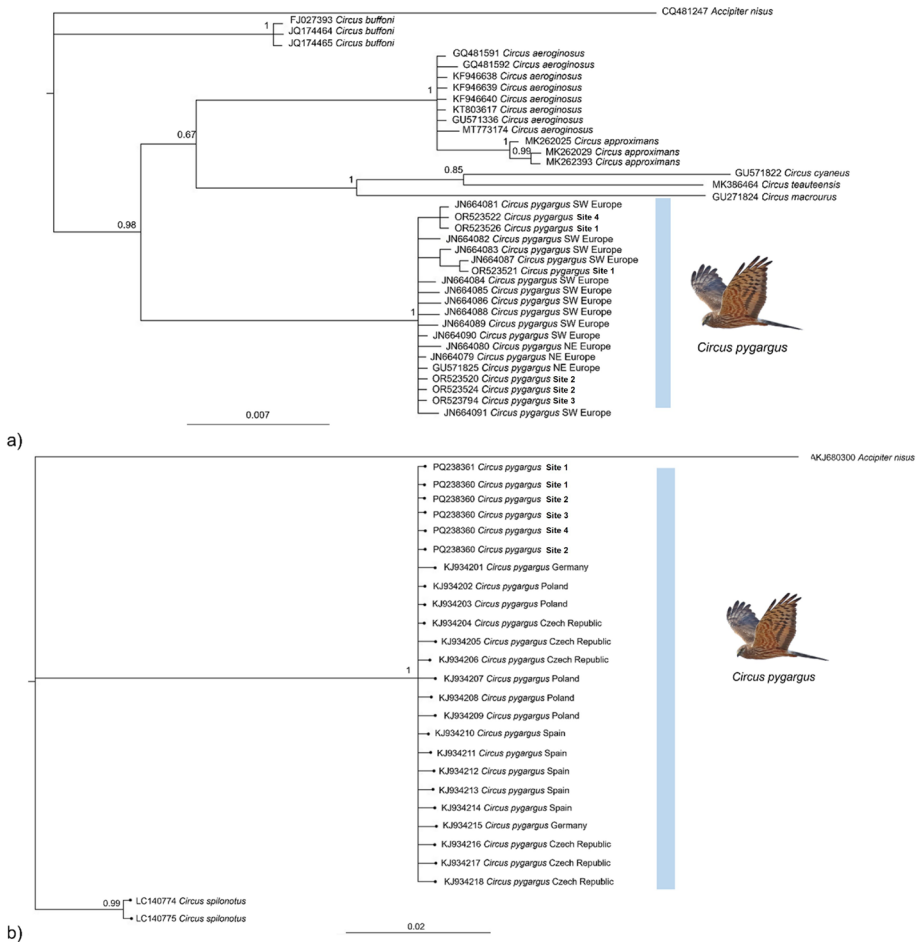 CQ481247 Accipiter nisus
1
FJ027393 Circus buffoni
JQ174464 Circus buffoni
JQ174465 Circus buffoni
GQ481591 Circus aeroginosus
GQ481592 Circus aeroginosus
KF946638 Circus aeroginosus
KF946639 Circus aeroginosus
1
KF946640 Circus aeroginosus
KT803617 Circus aeroginosus
GU571336 Circus aeroginosus
MT773174 Circus aeroginosus
0.67
1
MK262025 Circus approximans
0.99
MK262029 Circus approximans
MK262393 Circus approximans
0.85
GU571822 Circus cyaneus
1
MK386464 Circus teauteensis
GU271824 Circus macrourus
0.98
JN664081 Circus pygargus SW Europe
OR523522 Circus pygargus Site 4
OR523526 Circus pygargus Site 1
JN664082 Circus pygargus SW Europe
JN664083 Circus pygargus SW Europe
JN664087 Circus pygargus SW Europe
OR523521 Circus pygargus Site 1
JN664084 Circus pygargus SW Europe
JN664085 Circus pygargus SW Europe
JN664086 Circus pygargus SW Europe
1
JN664088 Circus pygargus SW Europe
JN664089 Circus pygargus SW Europe
JN664090 Circus pygargus SW Europe
JN664080 Circus pygargus NE Europe
JN664079 Circus pygargus NE Europe
GU571825 Circus pygargus NE Europe
OR523520 Circus pygargus Site 2
OR523524 Circus pygargus Site 2
OR523794 Circus pygargus Site 3
JN664091 Circus pygargus SW Europe
Circus pygargus
0.007
a)
AKJ680300 Accipiter nisus
PQ238361 Circus pygargus Site 1
PQ238360 Circus pygargus Site 1
PQ238360 Circus pygargus Site 2
PQ238360 Circus pygargus Site 3
PQ238360 Circus pygargus Site 4
PQ238360 Circus pygargus Site 2
KJ934201 Circus pygargus Germany
KJ934202 Circus pygargus Poland
KJ934203 Circus pygargus Poland
KJ934204 Circus pygargus Czech Republic
KJ934205 Circus pygargus Czech Republic
KJ934206 Circus pygargus Czech Republic
1
KJ934207 Circus pygargus Poland
KJ934208 Circus pygargus Poland
KJ934209 Circus pygargus Poland
KJ934210 Circus pygargus Spain
KJ934211 Circus pygargus Spain
KJ934212 Circus pygargus Spain
KJ934213 Circus pygargus Spain
KJ934214 Circus pygargus Spain
KJ934215 Circus pygargus Germany
KJ934216 Circus pygargus Czech Republic
KJ934217 Circus pygargus Czech Republic
KJ934218 Circus pygargus Czech Republic
Circus pygargus
0.99
LC140774 Circus spilonotus
LC140775 Circus spilonotus
0.02
b)